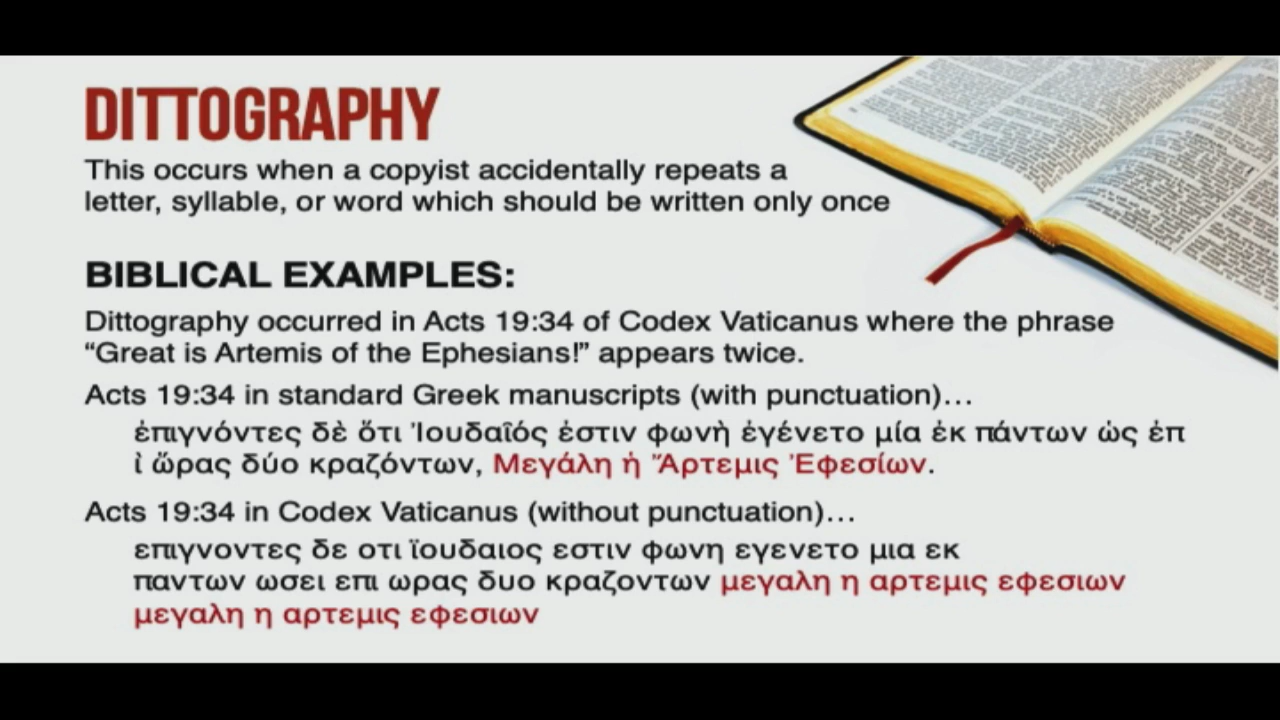 DITTOGRAPHY
This occurs when a copyist accidentally repeats a
letter, syllable, or word which should be written only once
BIBLICAL EXAMPLES:
Dittography occurred in Acts 19:34 of Codex Vaticanus where the phrase
“Great is Artemis of the Ephesians!” appears twice.
Acts 19:34 in standard Greek manuscripts (with punctuation)…
ἐπιγνόντες δὲ ὅτι Ἰουδαῖός ἐστιν φωνὴ ἐγένετο μία ἐκ πάντων ὡς ἐπ
ὶ ὥρας δύο κραζόντων, Μεγάλη ἡ Ἄρτεμις Ἐφεσίων.
Acts 19:34 in Codex Vaticanus (without punctuation)…
επιγνοντες δε οτι ϊουδαιος εστιν φωνη εγενετο μια εκ
παντων ωσει επι ωρας δυο κραζοντων μεγαλη η αρτεμις εφεσιων
μεγαλη η αρτεμις εφεσιων